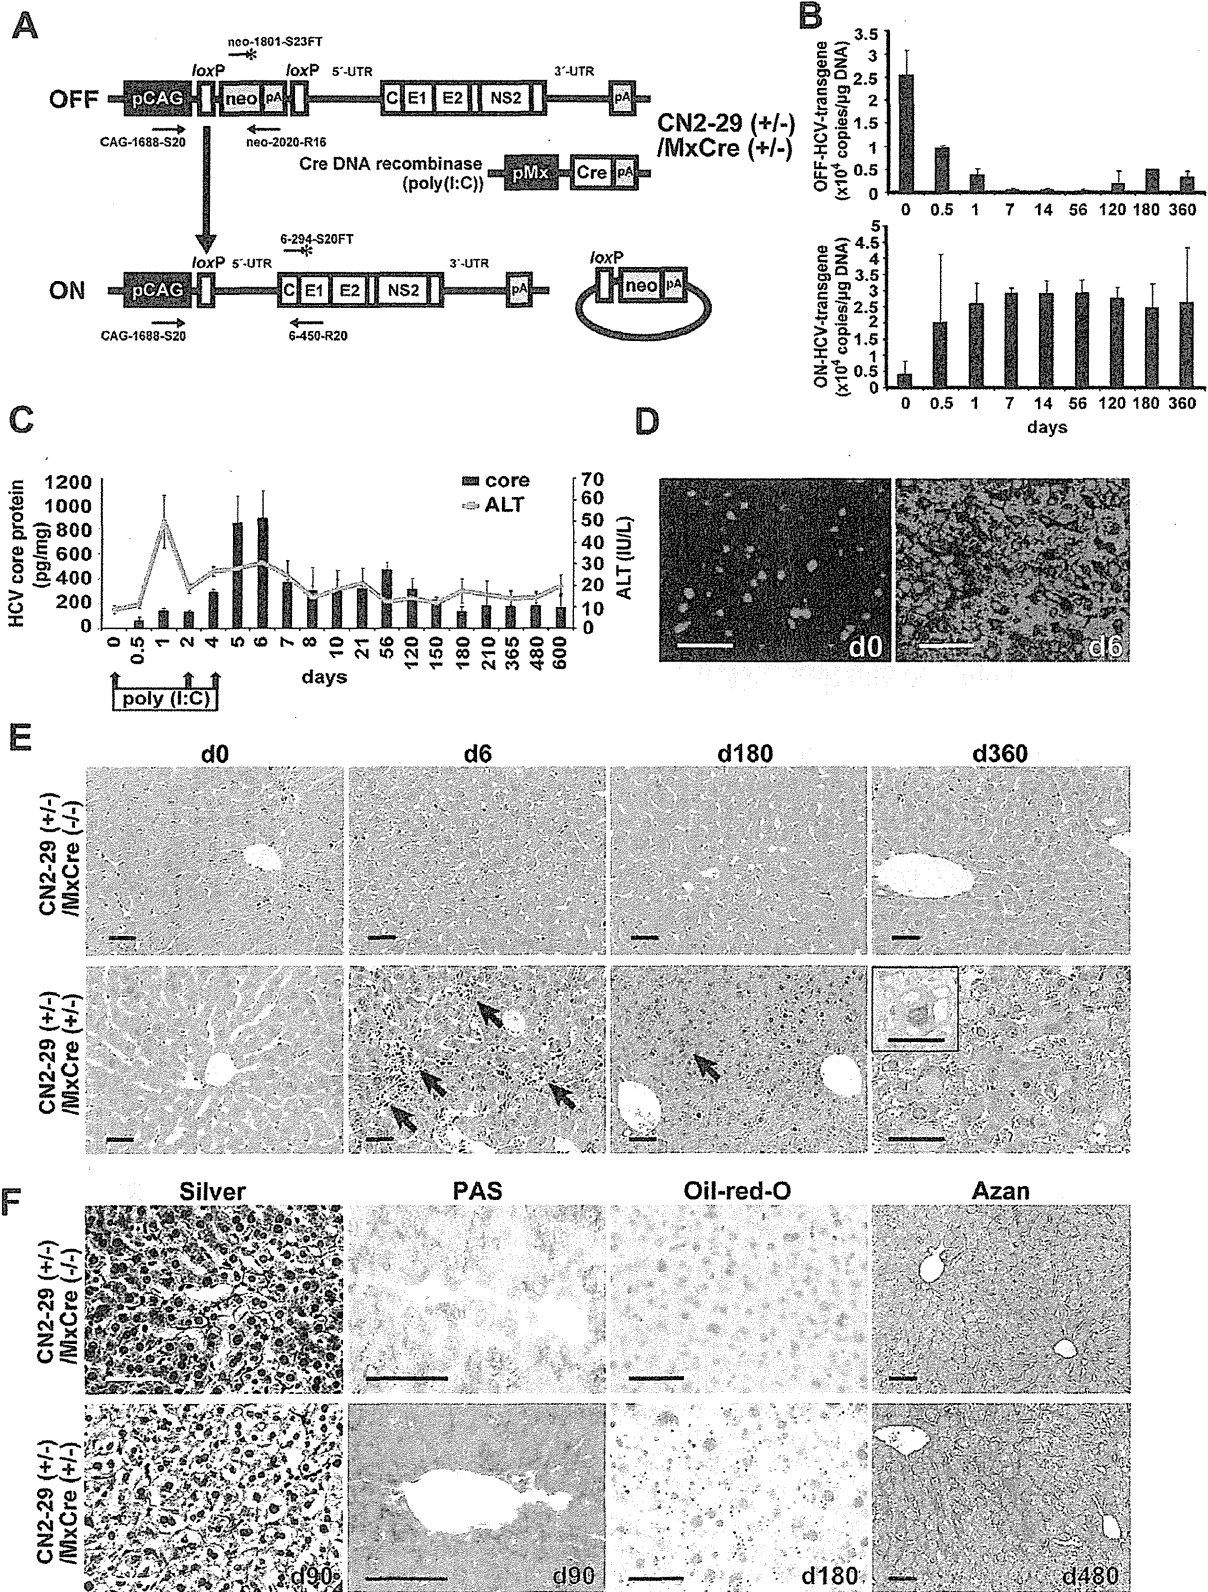 A
neo-1801-S23FT
loxP loxP 5´-UTR 3´-UTR
OFF pCAG neo pA C E1 E2 NS2 pA
CAG-1688-S20 neo-2020-R16
CN2-29 (+/-)
/MxCre (+/-)
Cre DNA recombinase
(poly(I:C))
pMx Cre pA
6-294-S20FT
loxP 5´-UTR 3´-UTR loxP
ON pCAG C E1 E2 NS2 pA neo pA
CAG-1688-S20 6-450-R20
B
OFF-HCV-transgene
(x10⁴ copies/µg DNA)
3.5
3
2.5
2
1.5
1
0.5
0
0 0.5 1 7 14 56 120 180 360
ON-HCV-transgene
(x10⁴ copies/µg DNA)
5
4.5
4
3.5
3
2.5
2
1.5
1
0.5
0
0 0.5 1 7 14 56 120 180 360
days
C
HCV core protein
(pg/mg)
1200
1000
800
600
400
200
0
core
ALT
70
60
50
40
30
20
10
0
ALT (IU/L)
0 0.5 1 2 4 5 6 7 8 10 21 56 120 150 180 210 365 480 600
days
poly (I:C)
D
d0 d6
E
d0 d6 d180 d360
CN2-29 (+/-)
/MxCre (-/-)
CN2-29 (+/-)
/MxCre (+/-)
F
Silver PAS Oil-red-O Azan
CN2-29 (+/-)
/MxCre (-/-)
CN2-29 (+/-)
/MxCre (+/-)
d90 d90 d180 d480